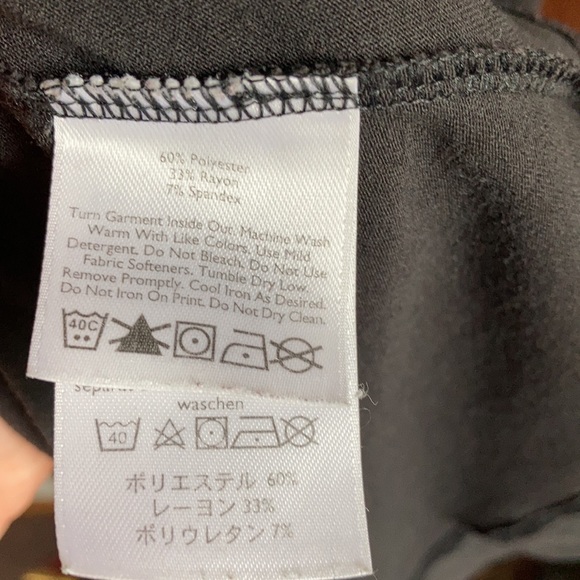 60% Polyester
33% Rayon
7% Spandex
Turn Garment Inside Out. Machine Wash
Warm With Like Colors. Use Mild
Detergent. Do Not Bleach. Do Not Use
Fabric Softeners. Tumble Dry Low.
Remove Promptly. Cool Iron As Desired.
Do Not Iron On Print. Do Not Dry Clean.
40C
waschen
40
ポリエステル 60%
レーヨン 33%
ポリウレタン 7%